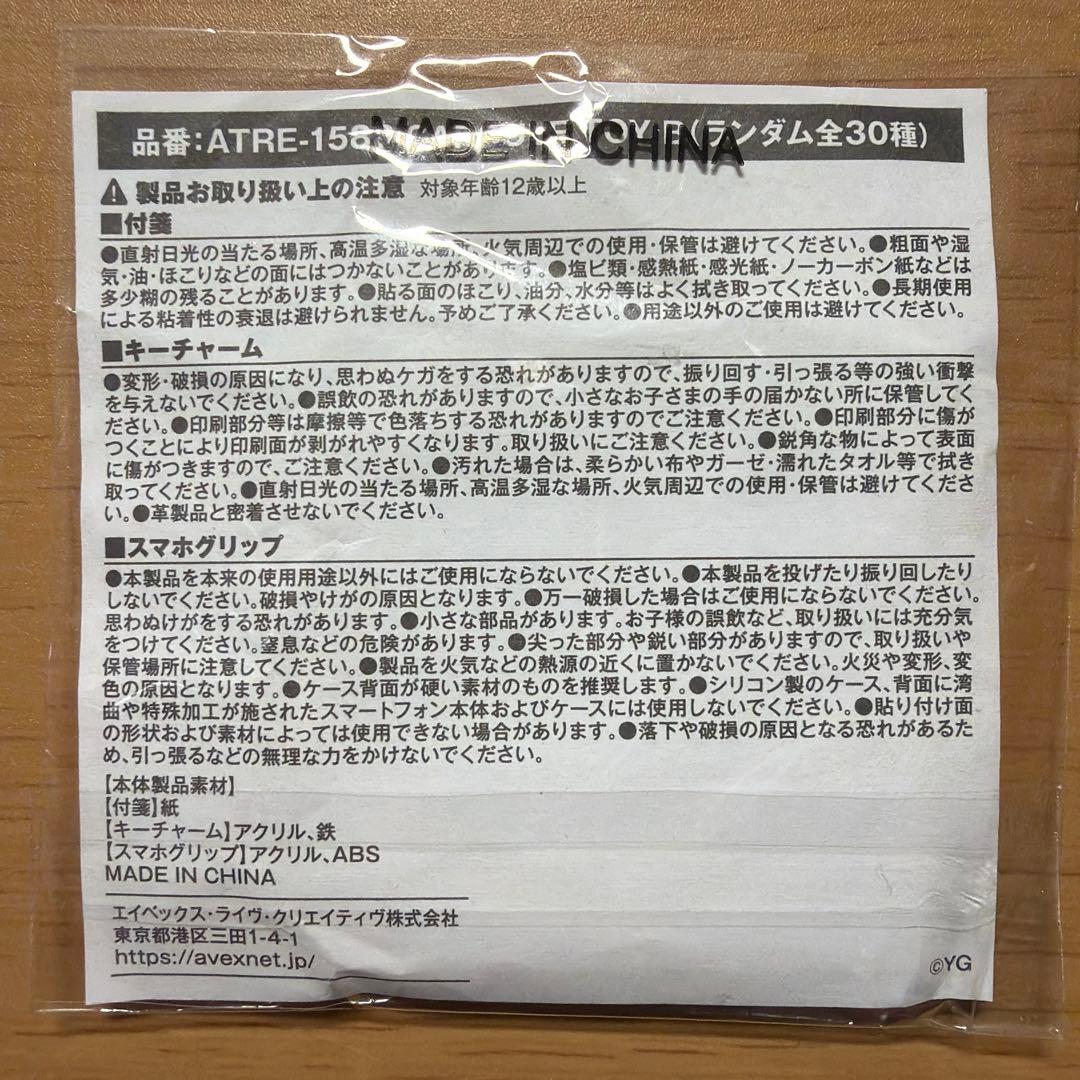 品番:ATRE-158
MADE IN CHINA
(ランダム全30種)
製品お取り扱い上の注意 対象年齢12歳以上
■付箋
●直射日光の当たる場所、高温多湿な場所、火気周辺での使用・保管は避けてください。●粗面や湿
気・油・ほこりなどの面にはつかないことがあります。●塩ビ類・感熱紙・感光紙・ノーカーボン紙などは
多少糊の残ることがあります。●貼る面のほこり、油分、水分等はよく拭き取ってください。●長期使用
による粘着性の衰退は避けられません。予めご了承ください。●用途以外のご使用は避けてください。
■キーチャーム
●変形・破損の原因になり、思わぬケガをする恐れがありますので、振り回す・引っ張る等の強い衝撃
を与えないでください。●誤飲の恐れがありますので、小さなお子さまの手の届かない所に保管してく
ださい。●印刷部分等は摩擦等で色落ちする恐れがありますのでご注意ください。●印刷部分に傷が
つくことにより印刷面が剥がれやすくなります。取り扱いにご注意ください。●鋭角な物によって表面
に傷がつきますので、ご注意ください。●汚れた場合は、柔らかい布やガーゼ・濡れたタオル等で拭き
取ってください。●直射日光の当たる場所、高温多湿な場所、火気周辺での使用・保管は避けてくださ
い。●革製品と密着させないでください。
■スマホグリップ
●本製品を本来の使用用途以外にはご使用にならないでください。●本製品を投げたり振り回したり
しないでください。破損やけがの原因となります。●万一破損した場合はご使用にならないでください。
思わぬけがをする恐れがあります。●小さな部品があります。お子様の誤飲など、取り扱いには充分気
をつけてください。窒息などの危険があります。●尖った部分や鋭い部分がありますので、取り扱いや
保管場所に注意してください。●製品を火気などの熱源の近くに置かないでください。火災や変形、変
色の原因となります。●ケース背面が硬い素材のものを推奨します。●シリコン製のケース、背面に湾
曲や特殊加工が施されたスマートフォン本体およびケースには使用しないでください。●貼り付け面
の形状および素材によっては使用できない場合があります。●落下や破損の原因となる恐れがあるた
め、引っ張るなどの無理な力をかけないでください。
【本体製品素材】
【付箋】紙
【キーチャーム】アクリル、鉄
【スマホグリップ】アクリル、ABS
MADE IN CHINA
エイベックス・ライヴ・クリエイティヴ株式会社
東京都港区三田1-4-1
https://avexnet.jp/
©YG